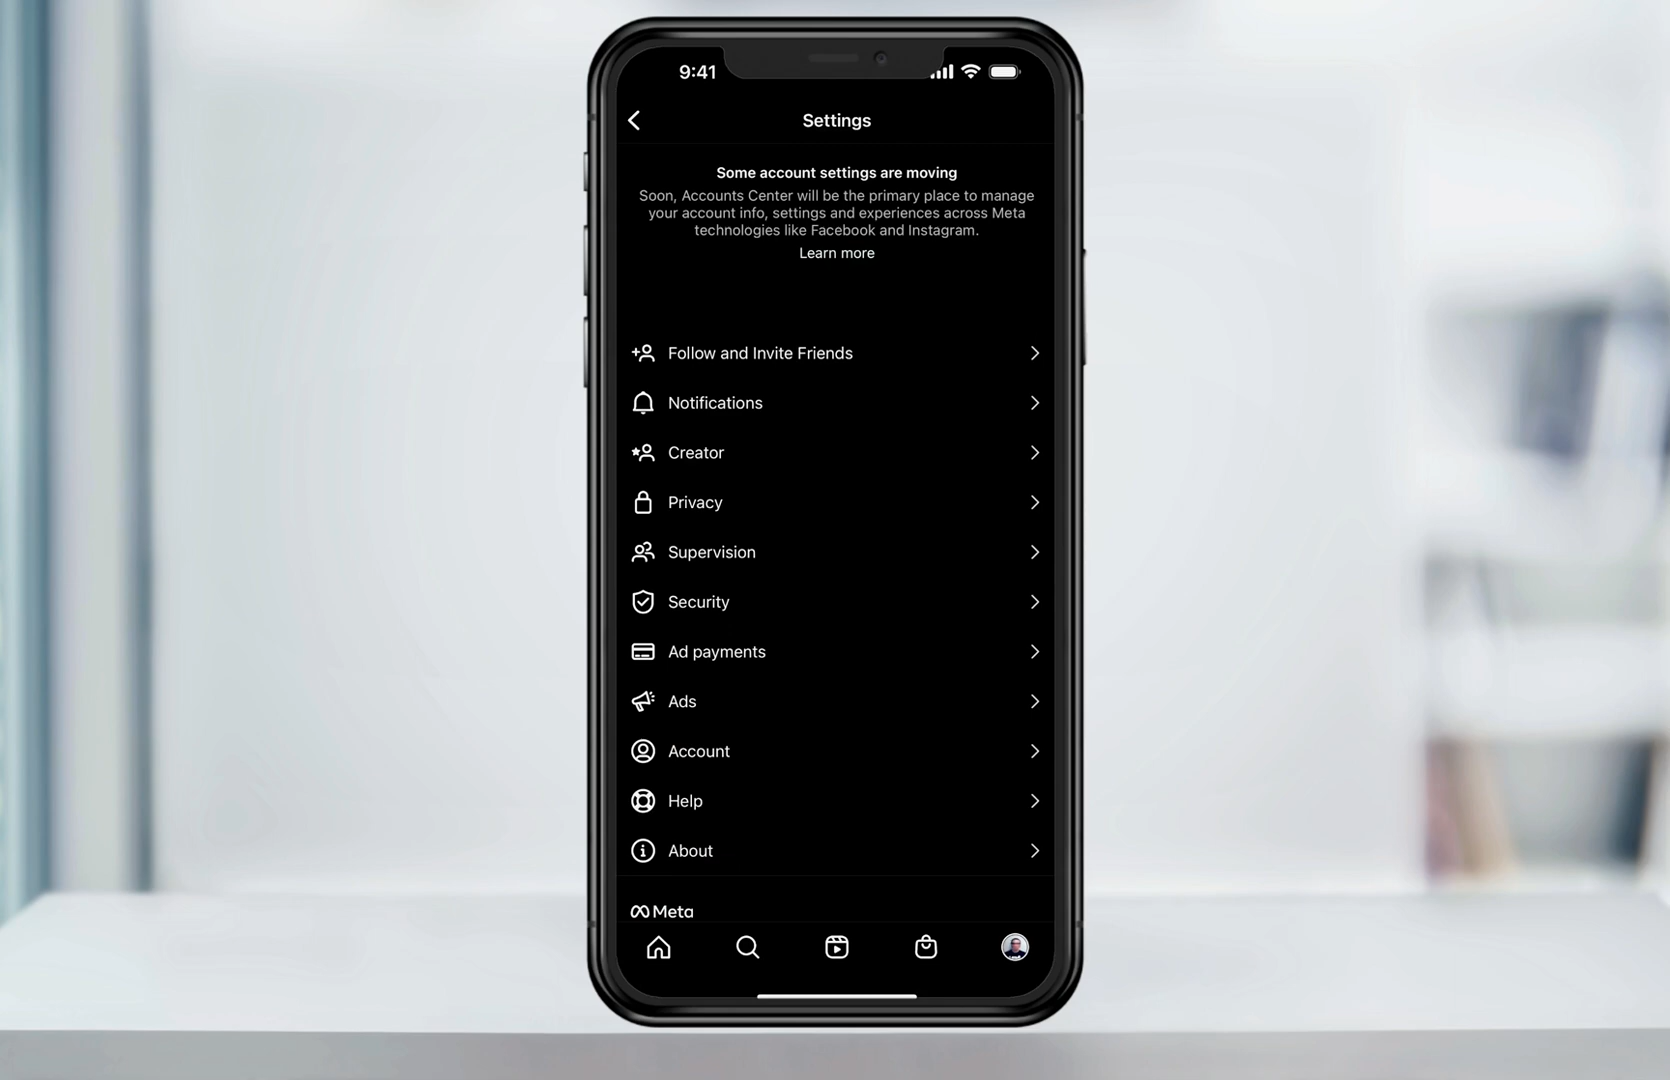 9:41
Settings
Some account settings are moving
Soon, Accounts Center will be the primary place to manage
your account info, settings and experiences across Meta
technologies like Facebook and Instagram.
Learn more
Follow and Invite Friends
Notifications
Creator
Privacy
Supervision
Security
Ad payments
Ads
Account
Help
About
Meta